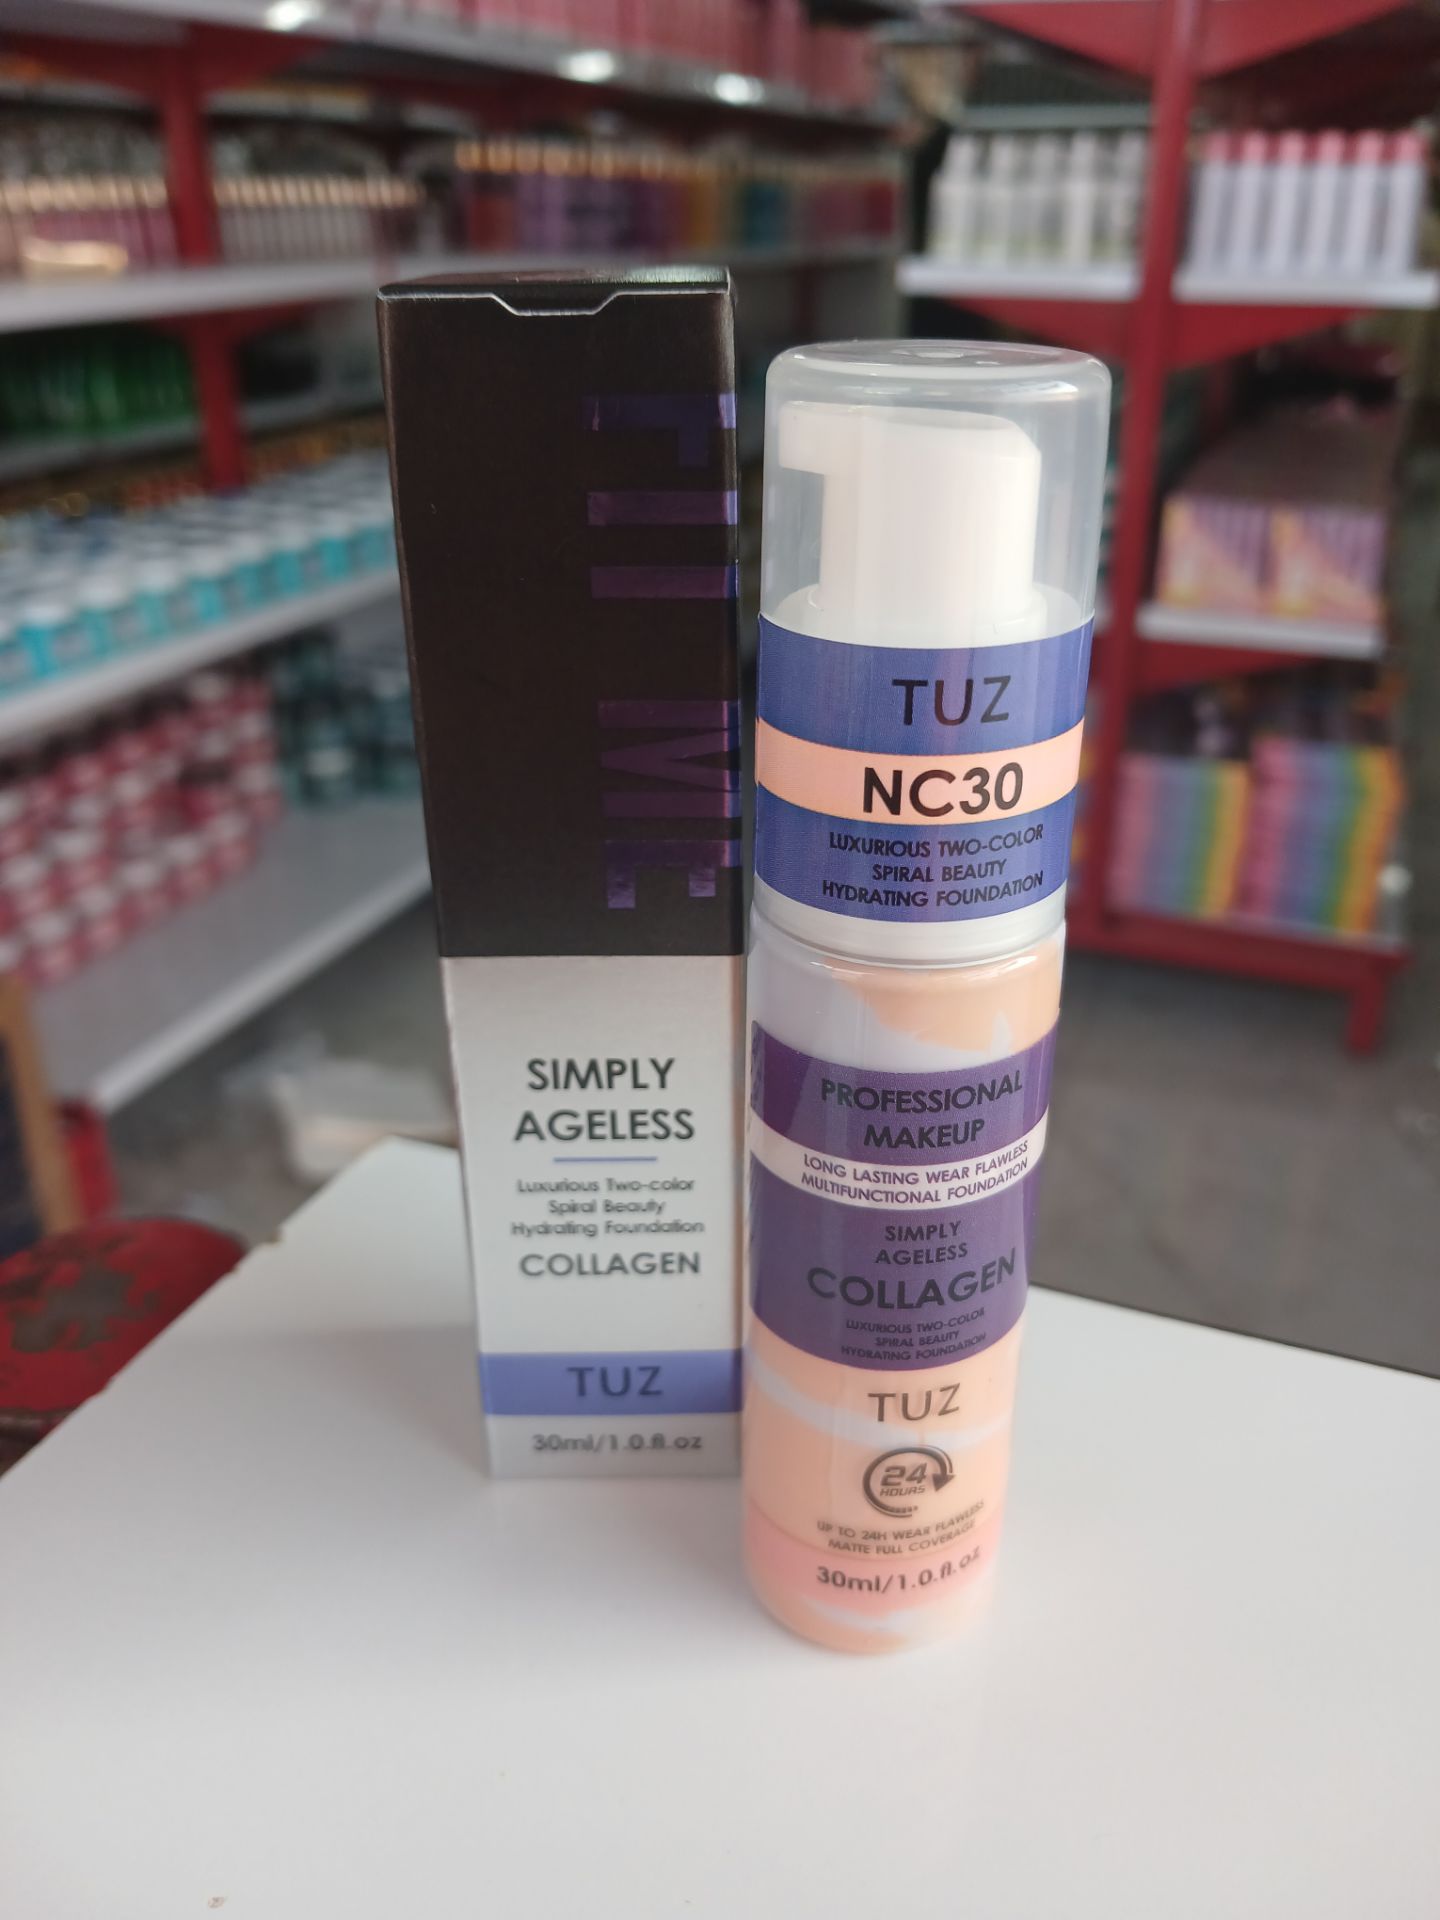 FIT ME
SIMPLY
AGELESS
Luxurious Two-color
Spiral Beauty
Hydrating Foundation
COLLAGEN
TUZ
30ml/1.0.fl.oz
TUZ
NC30
LUXURIOUS TWO-COLOR
SPIRAL BEAUTY
HYDRATING FOUNDATION
PROFESSIONAL
MAKEUP
LONG LASTING WEAR FLAWLESS
MULTIFUNCTIONAL FOUNDATION
SIMPLY
AGELESS
COLLAGEN
LUXURIOUS TWO-COLOR
SPIRAL BEAUTY
HYDRATING FOUNDATION
TUZ
24
HOURS
UP TO 24H WEAR FLAWLESS
MATTE FULL COVERAGE
30ml/1.0.fl.oz